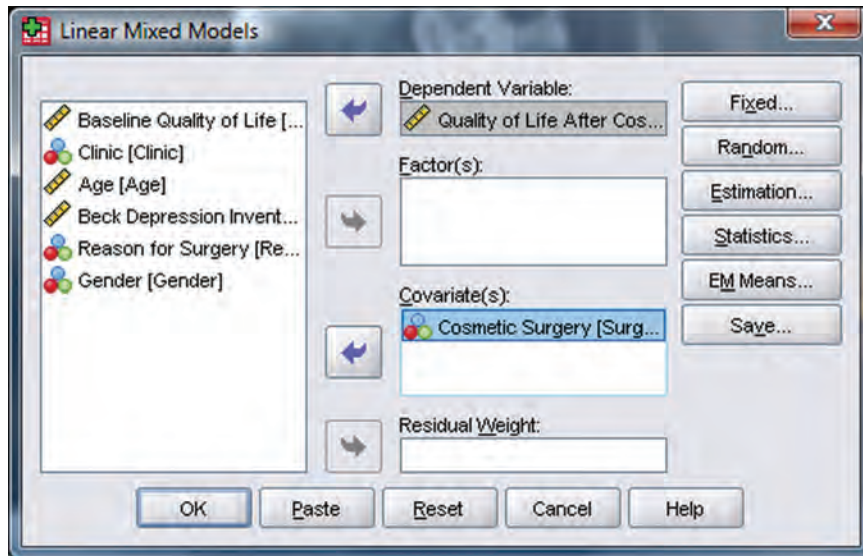 Linear Mixed Models
Baseline Quality of Life [...
Clinic [Clinic]
Age [Age]
Beck Depression Invent...
Reason for Surgery [Re...
Gender [Gender]
Dependent Variable:
Quality of Life After Cos...
Factor(s):
Covariate(s):
Cosmetic Surgery [Surg...
Residual Weight:
Fixed...
Random...
Estimation...
Statistics...
EM Means...
Save...
OK
Paste
Reset
Cancel
Help